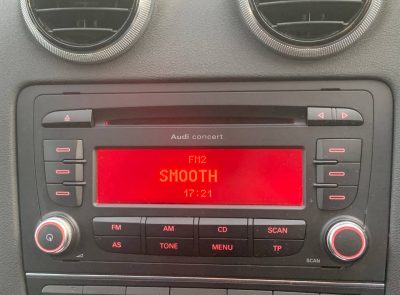 Audi concert
FM2
SMOOTH
17:21
FM AM CD SCAN
AS TONE MENU TP
SCAN